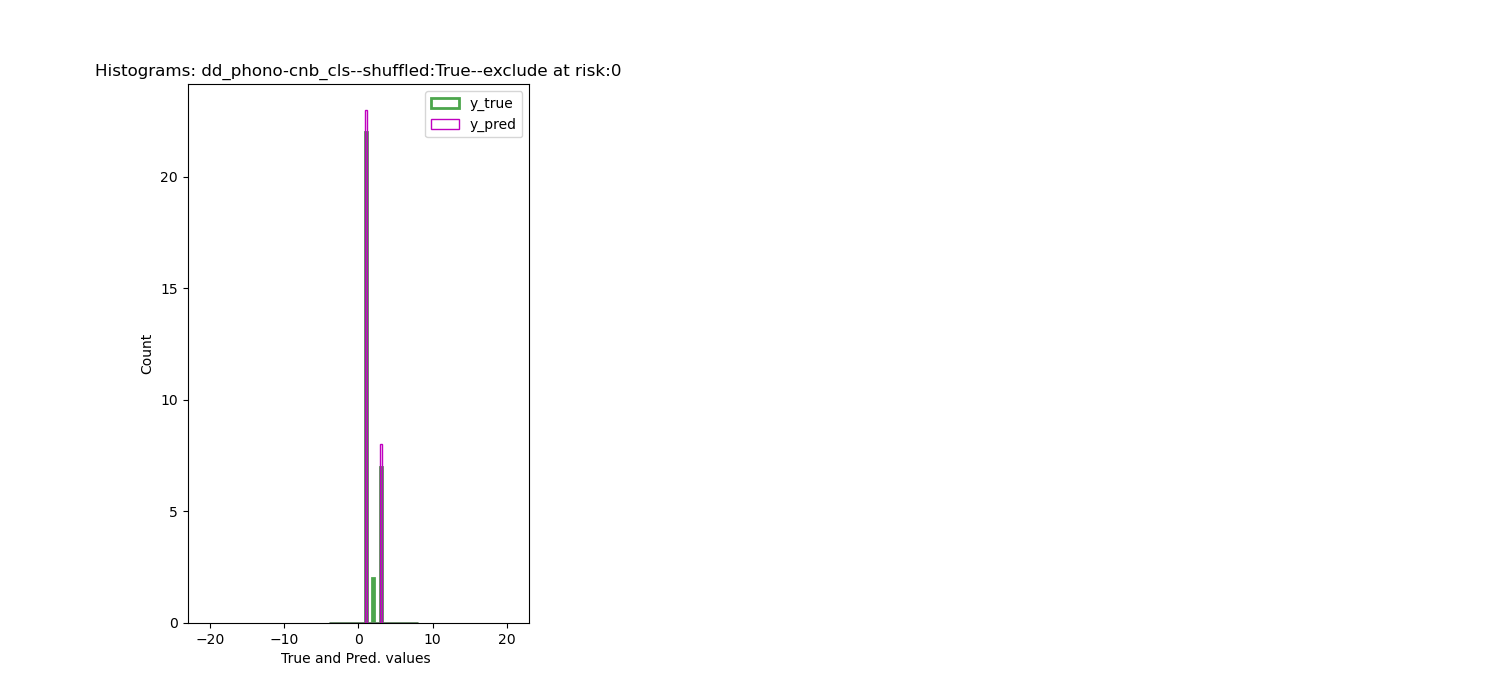 Histograms: dd_phono-cnb_cls--shuffled:True--exclude at risk:0
y_true
y_pred
20
15
10
5
0
Count
−20 −10 0 10 20
True and Pred. values